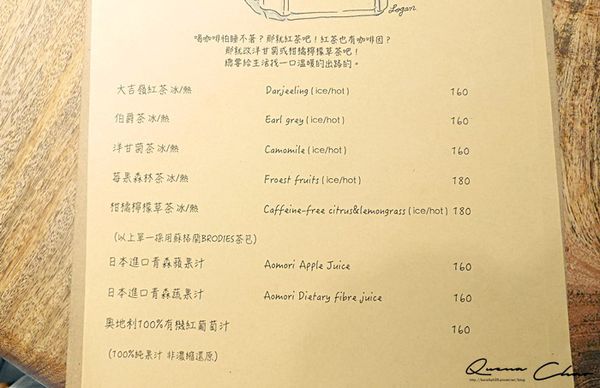 Logan
喝咖啡怕睡不著?那就紅茶吧!紅茶也有咖啡因?
那就改洋甘菊或柑橘檸檬草茶吧!
總要給生活找一口溫暖的出路的。
大吉嶺紅茶 冰/熱 Darjeeling (ice/hot) 160
伯爵茶 冰/熱 Earl grey (ice/hot) 160
洋甘菊茶 冰/熱 Camomile (ice/hot) 160
莓果森林茶 冰/熱 Froest fruits (ice/hot) 180
柑橘檸檬草茶 冰/熱 Caffeine-free citrus&lemongrass (ice/hot) 180
(以上單一採用蘇格蘭BRODIES茶包)
日本進口青森蘋果汁 Aomori Apple Juice 160
日本進口青森蔬果汁 Aomori Dietary fibre juice 160
奧地利100%有機紅葡萄汁 160
(100%純果汁 非濃縮還原)
Quena Chao